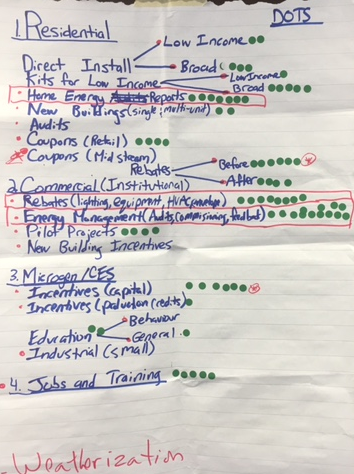 DOTS
1. Residential
Low Income
Direct Install
Broad
Kits for Low Income
Low Income
Broad
Home Energy Audits Reports
New Buildings (single; multi-unit)
Audits
Coupons (Retail)
Coupons (Mid stream)
Rebates
Before
After
2. Commercial (Institutional)
Rebates (lighting, equipment, HVAC, envelope)
Energy Management (Audits, commissioning,
Pilot Projects
New Building Incentives
3. Microgen/CES
Incentives (capital)
Incentives (production credits)
Behaviour
Education
General
Industrial (small)
4. Jobs and Training
Weatherization